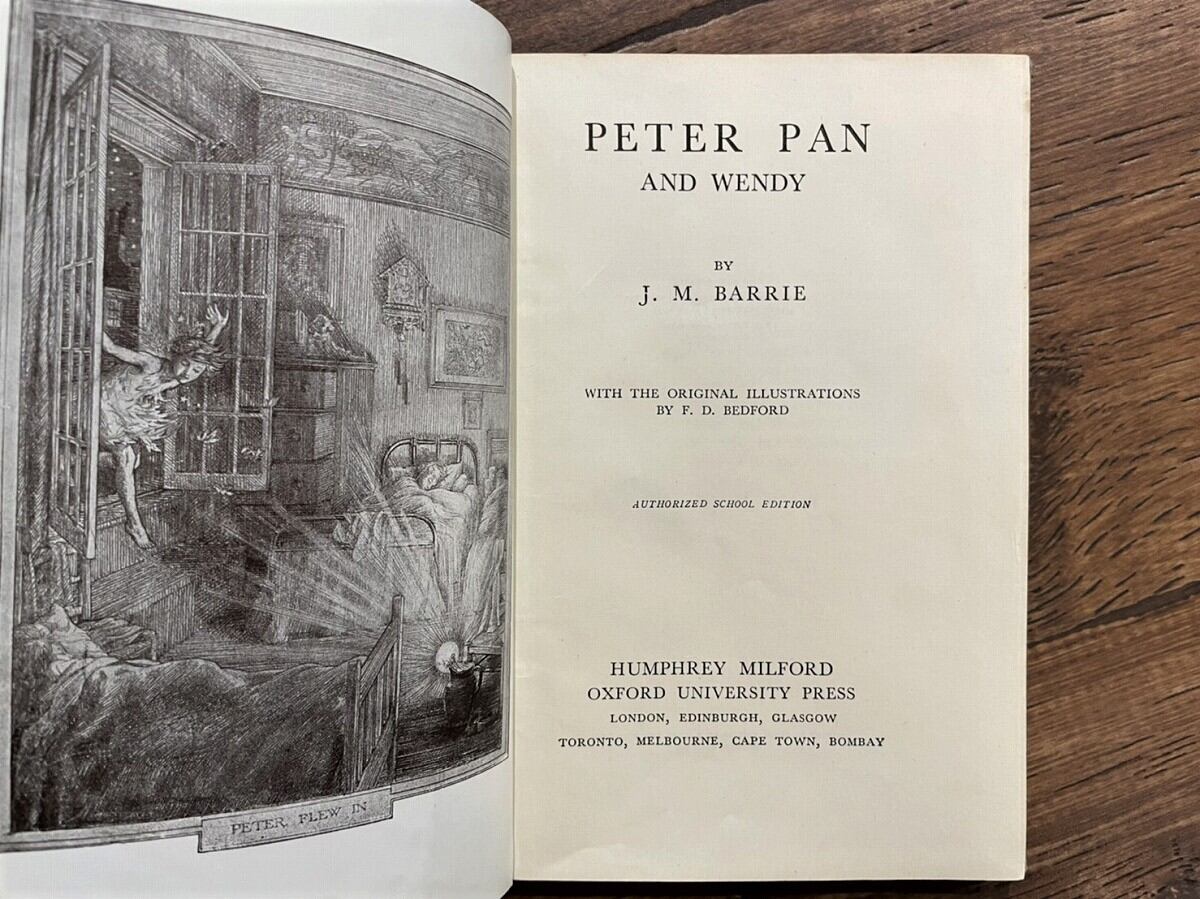 PETER FLEW IN
PETER PAN
AND WENDY
BY
J. M. BARRIE
WITH THE ORIGINAL ILLUSTRATIONS
BY F. D. BEDFORD
AUTHORIZED SCHOOL EDITION
HUMPHREY MILFORD
OXFORD UNIVERSITY PRESS
LONDON, EDINBURGH, GLASGOW
TORONTO, MELBOURNE, CAPE TOWN, BOMBAY